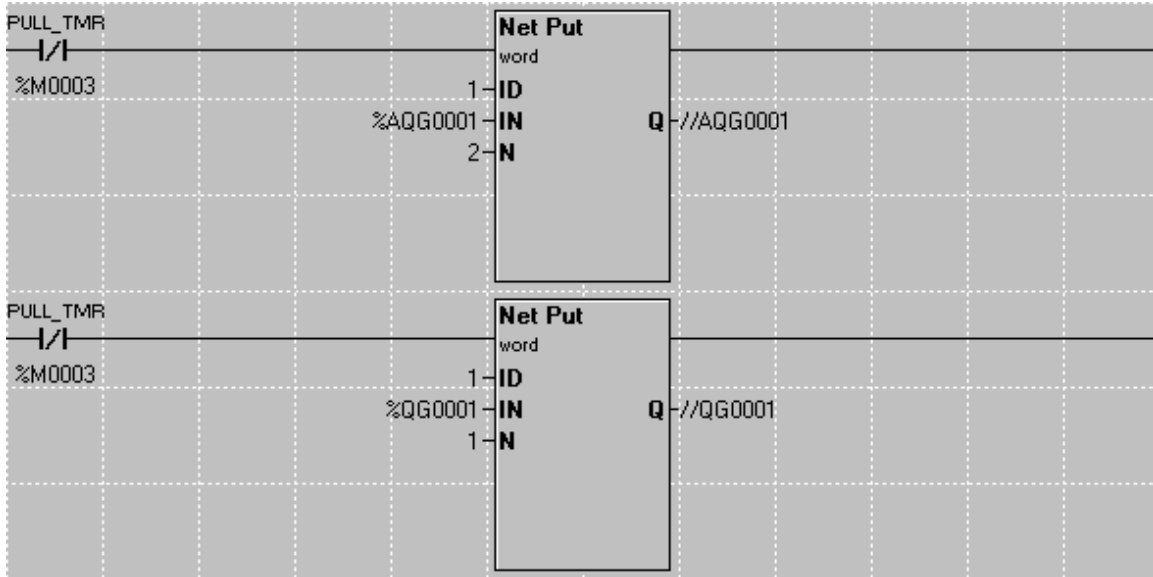 PULL_TMR
Net Put
word
%M0003
1 ID
%AQG0001 IN Q //AQG0001
2 N
PULL_TMR
Net Put
word
%M0003
1 ID
%QG0001 IN Q //QG0001
1 N